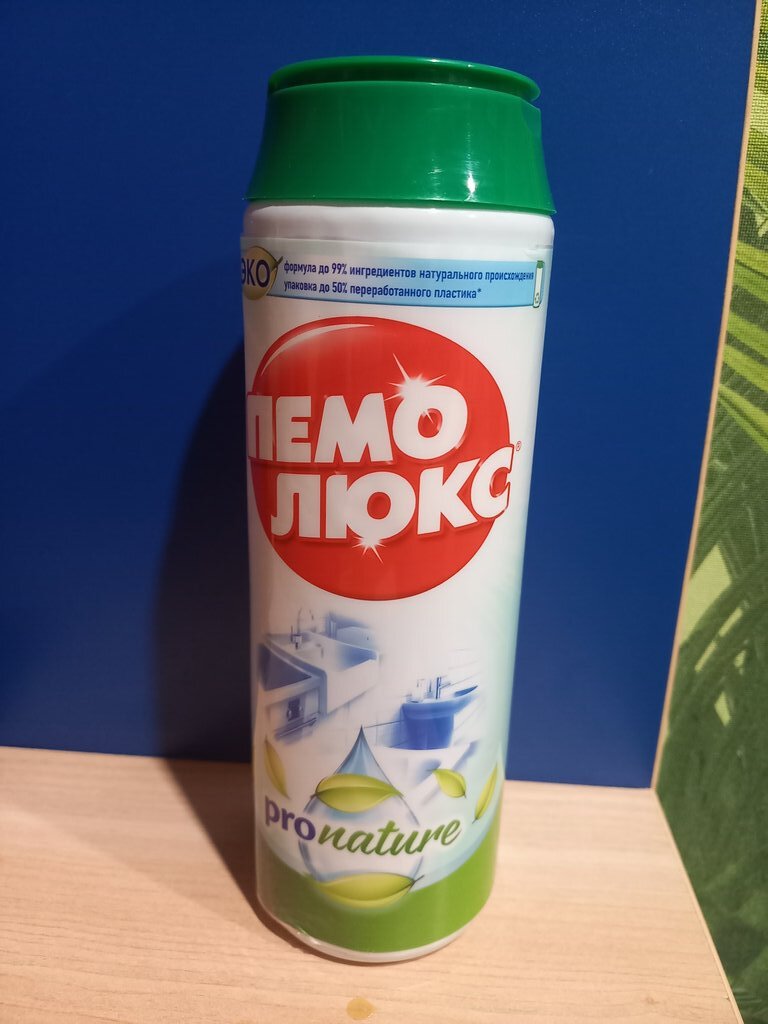 ЭКО
формула до 99% ингредиентов натурального происхождения
упаковка до 50% переработанного пластика*
ПЕМО
ЛЮКС®
pronature